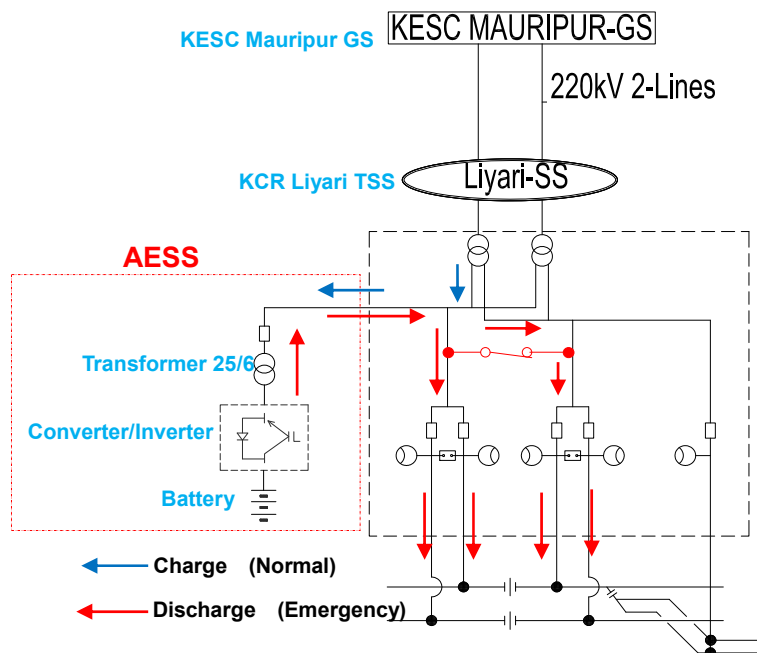 KESC Mauripur GS
KESC MAURIPUR-GS
220kV 2-Lines
KCR Liyari TSS
Liyari-SS
AESS
Transformer 25/6
Converter/Inverter
Battery
Charge (Normal)
Discharge (Emergency)